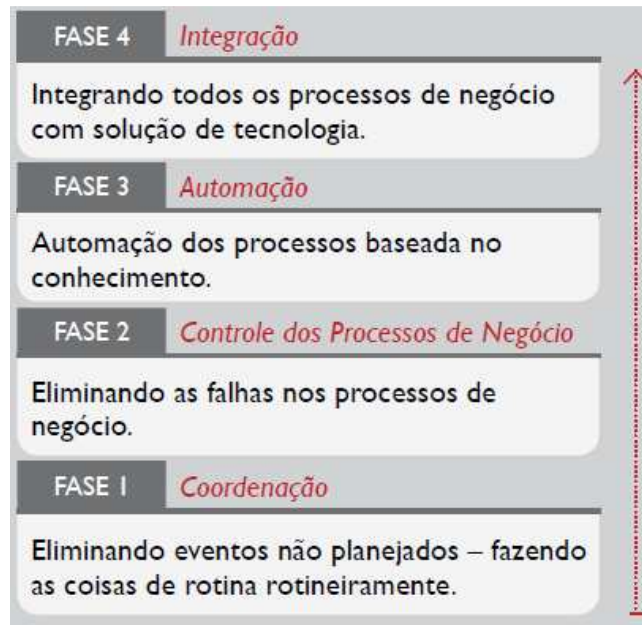 FASE 4 Integração
Integrando todos os processos de negócio
com solução de tecnologia.
FASE 3 Automação
Automação dos processos baseada no
conhecimento.
FASE 2 Controle dos Processos de Negócio
Eliminando as falhas nos processos de
negócio.
FASE 1 Coordenação
Eliminando eventos não planejados – fazendo
as coisas de rotina rotineiramente.